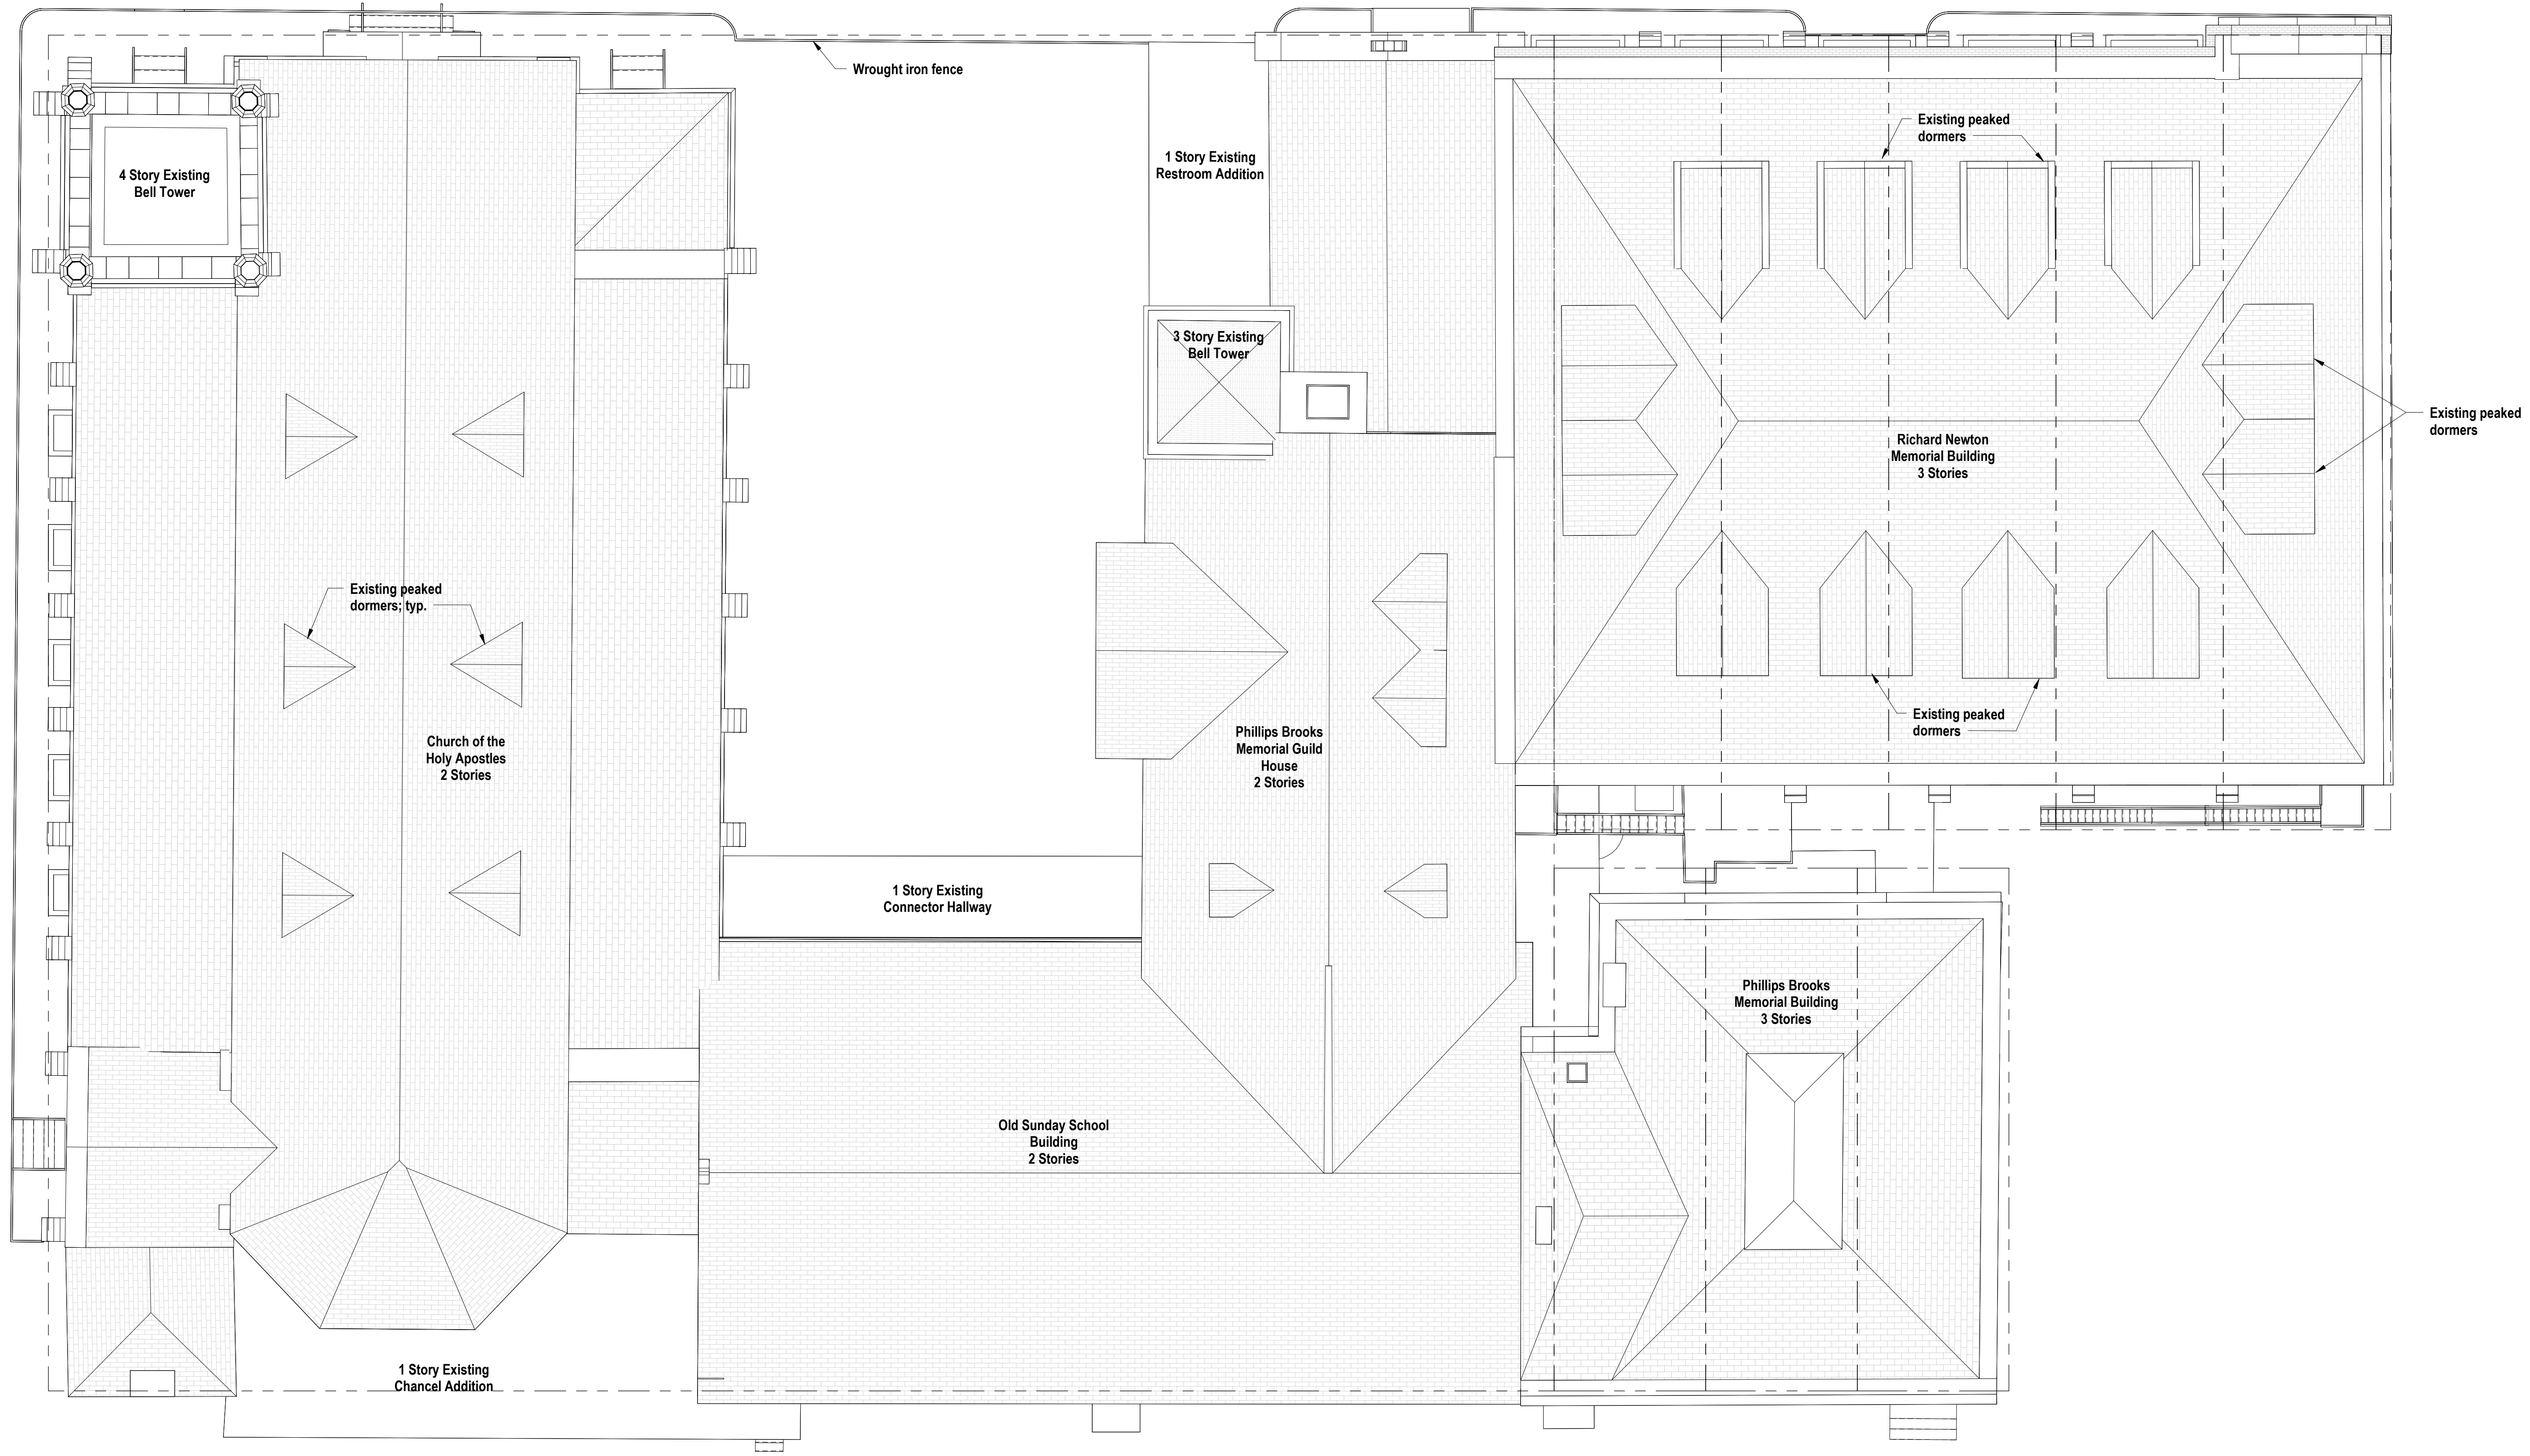 Wrought iron fence
4 Story Existing
Bell Tower
1 Story Existing
Restroom Addition
Existing peaked
dormers
3 Story Existing
Bell Tower
Richard Newton
Memorial Building
3 Stories
Existing peaked
dormers
Existing peaked
dormers; typ.
Church of the
Holy Apostles
2 Stories
Phillips Brooks
Memorial Guild
House
2 Stories
Existing peaked
dormers
1 Story Existing
Connector Hallway
Phillips Brooks
Memorial Building
3 Stories
Old Sunday School
Building
2 Stories
1 Story Existing
Chancel Addition